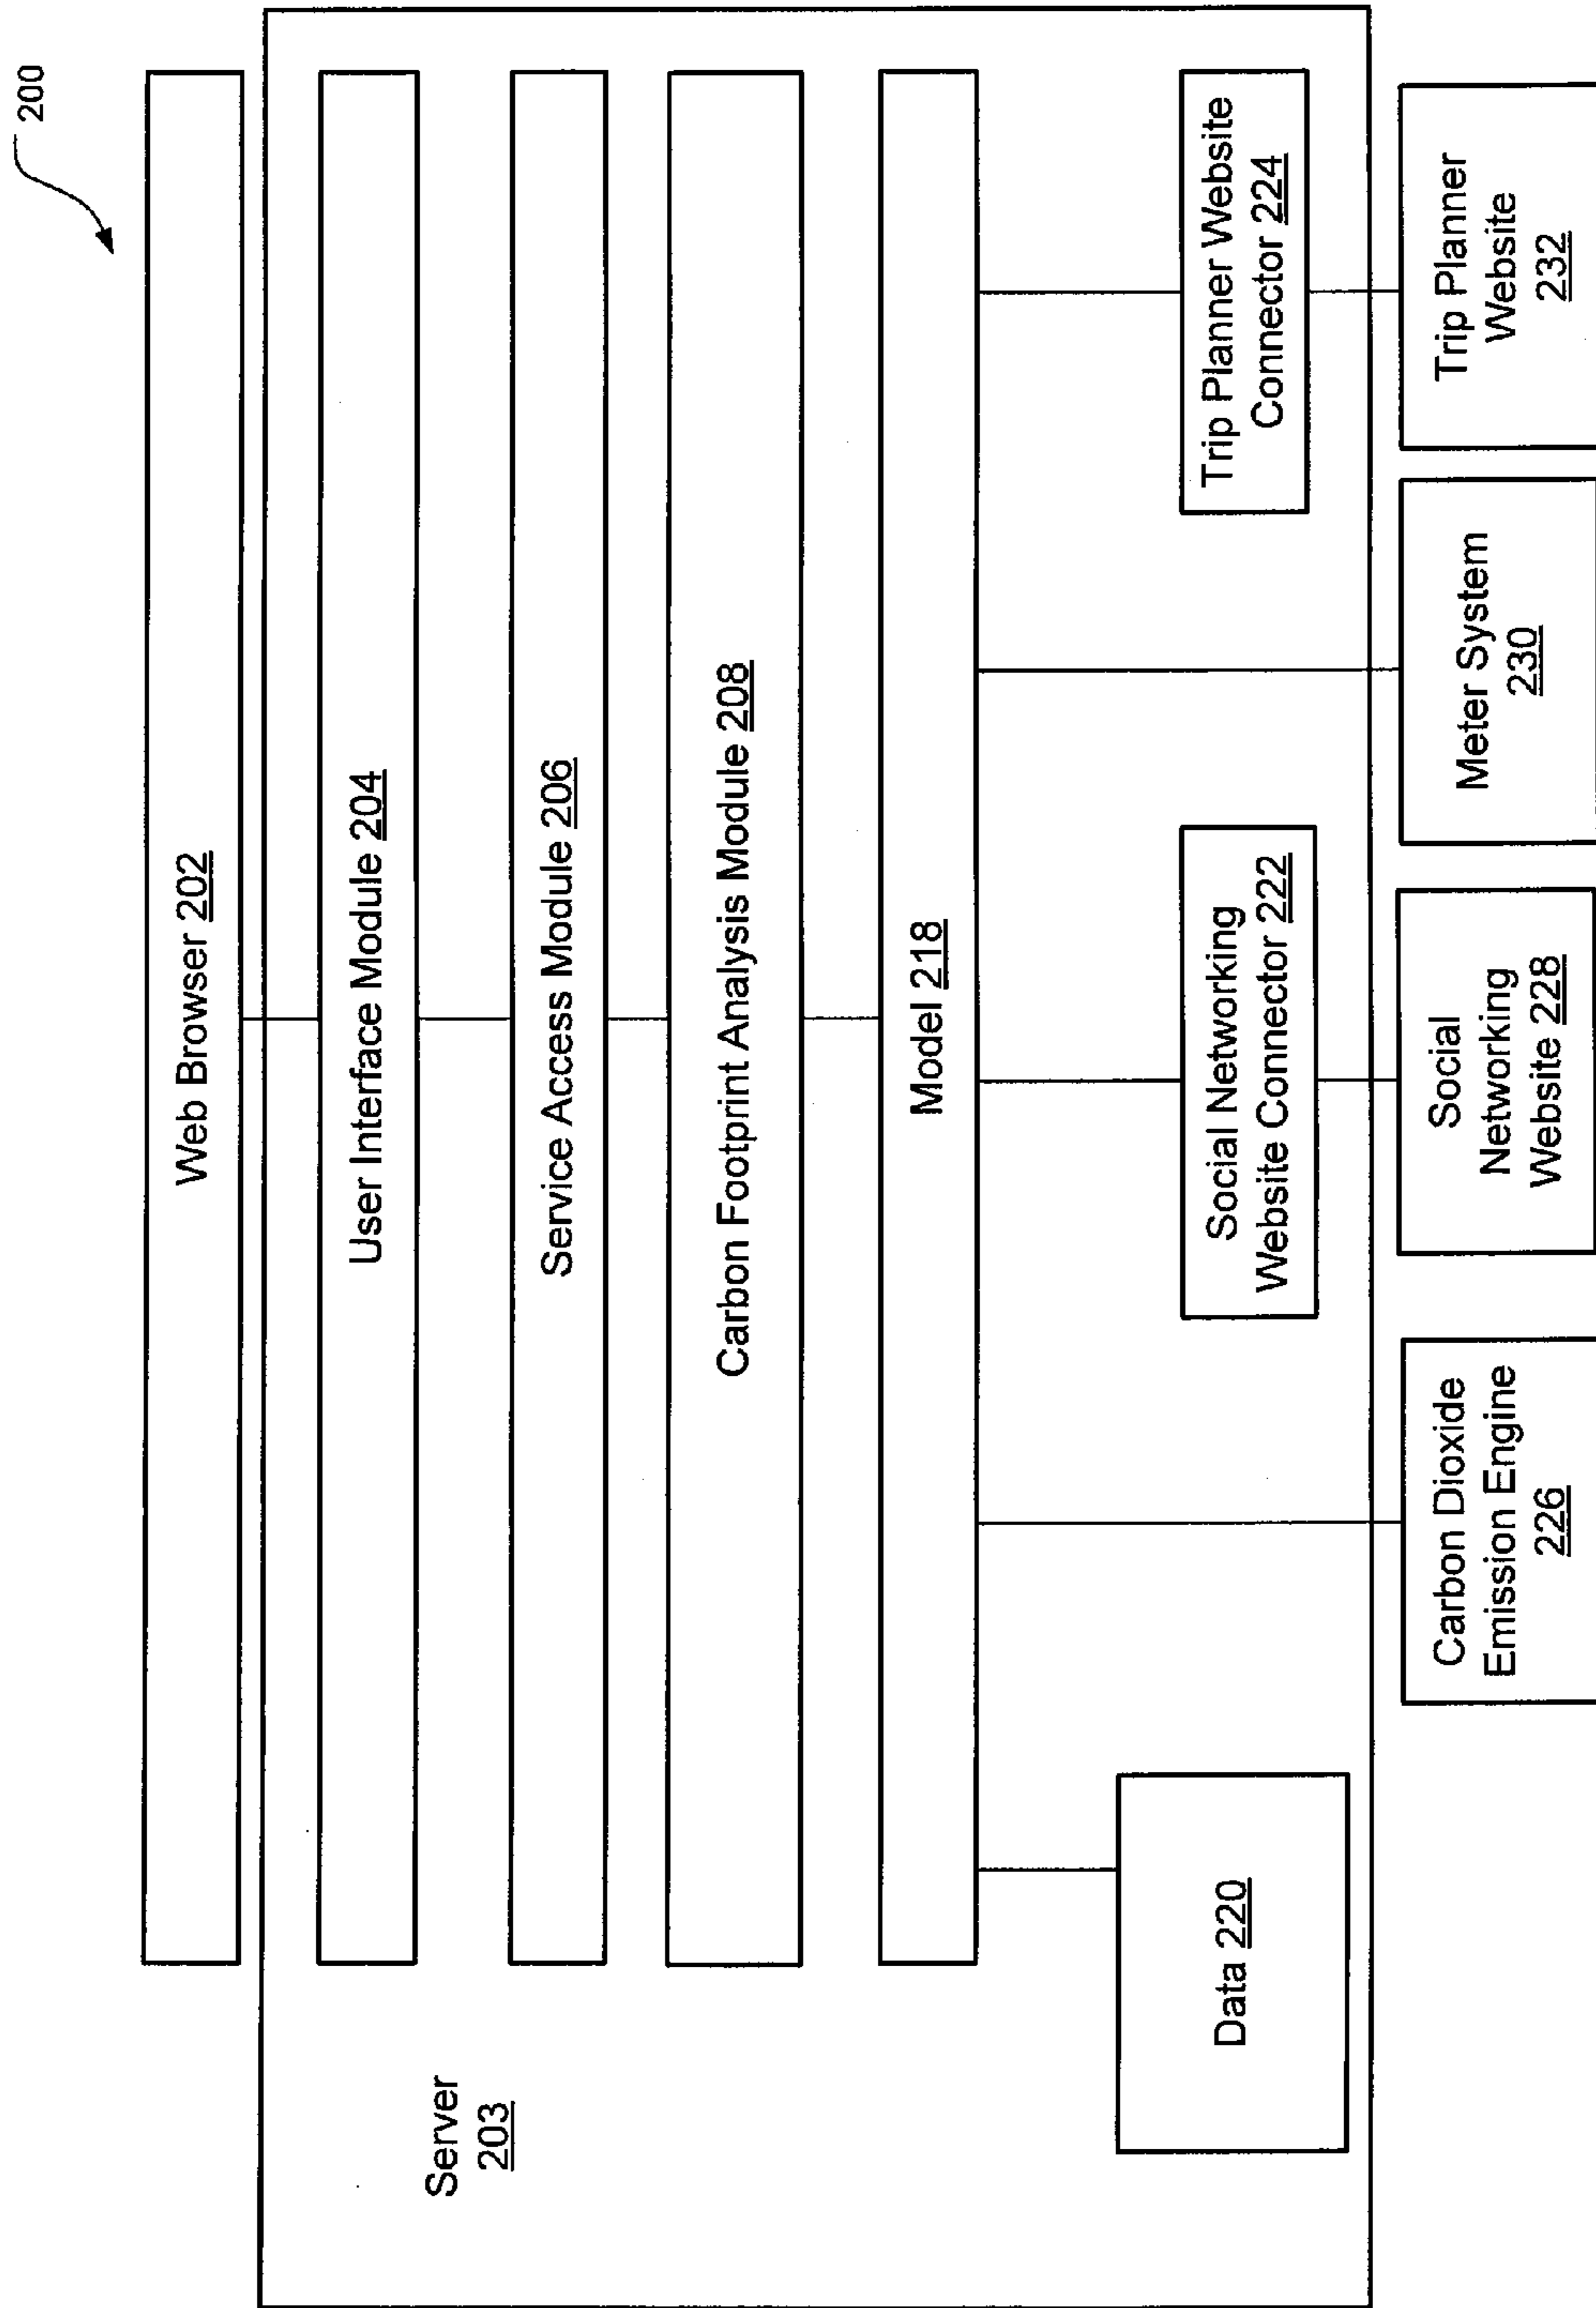 200
Web Browser 202
Server
203
User Interface Module 204
Service Access Module 206
Carbon Footprint Analysis Module 208
Model 218
Data 220
Social Networking
Website Connector 222
Trip Planner Website
Connector 224
Carbon Dioxide
Emission Engine
226
Social
Networking
Website 228
Meter System
230
Trip Planner
Website
232